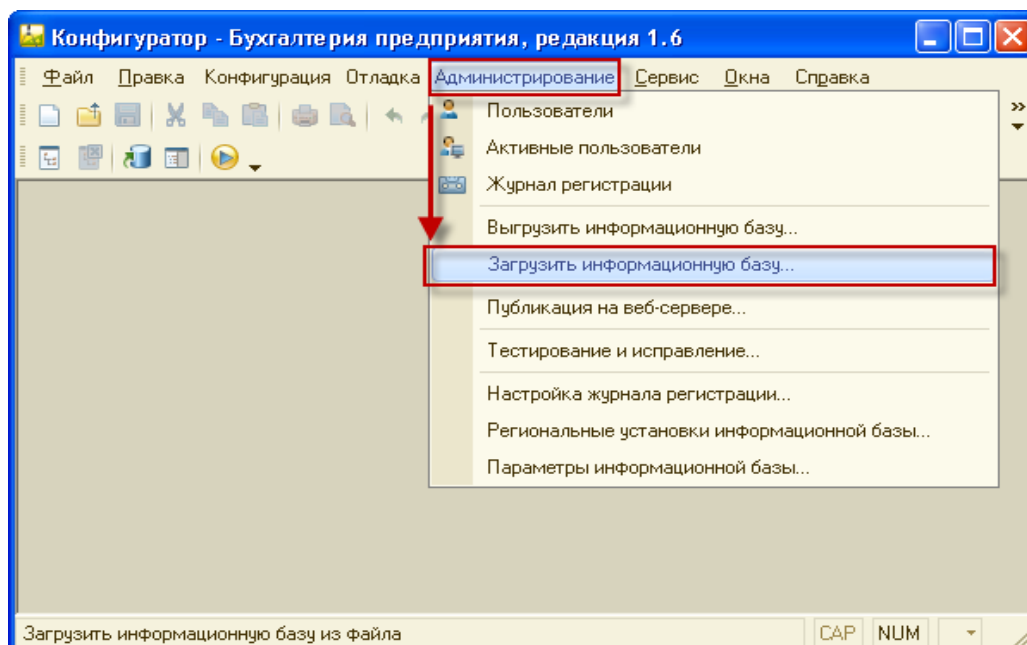 Конфигуратор - Бухгалтерия предприятия, редакция 1.6
Файл Правка Конфигурация Отладка Администрирование Сервис Окна Справка
Пользователи
Активные пользователи
Журнал регистрации
Выгрузить информационную базу...
Загрузить информационную базу...
Публикация на веб-сервере...
Тестирование и исправление...
Настройка журнала регистрации...
Региональные установки информационной базы...
Параметры информационной базы...
Загрузить информационную базу из файла CAP NUM